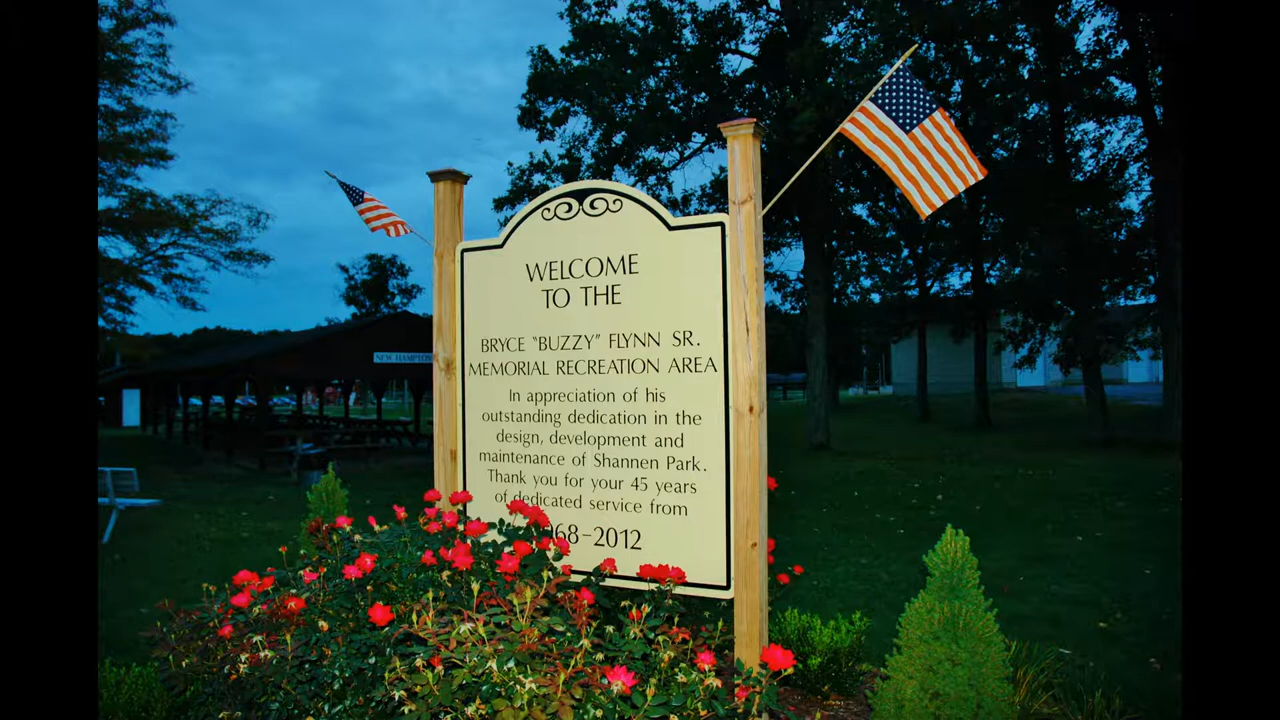 WELCOME
TO THE
BRYCE "BUZZY" FLYNN SR.
MEMORIAL RECREATION AREA
In appreciation of his
outstanding dedication in the
design, development and
maintenance of Shannen Park.
Thank you for your 45 years
of dedicated service from
68-2012
NEW HAMPTON